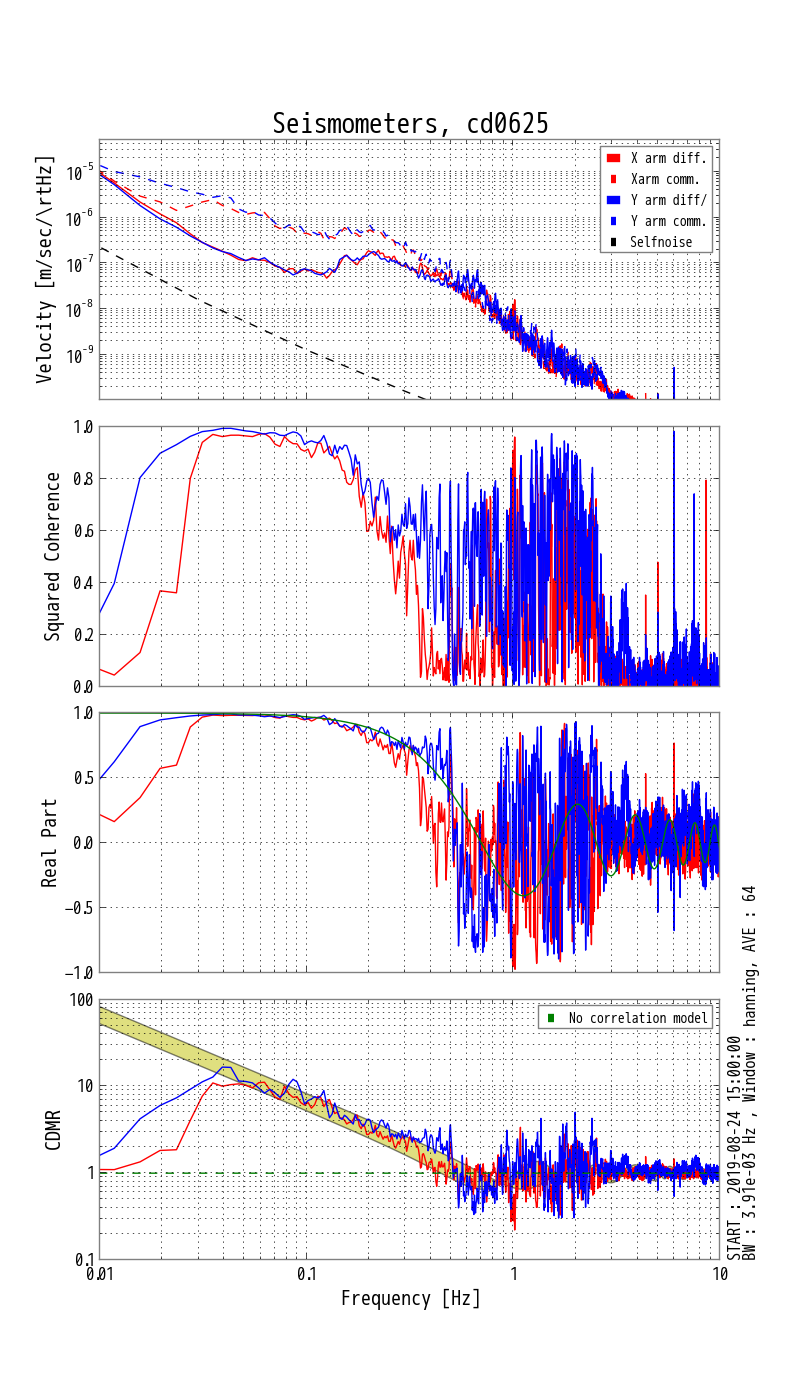 Seismometers, cd0625
Velocity [m/sec/\rtHz]
10^-5
10^-6
10^-7
10^-8
10^-9
X arm diff.
Xarm comm.
Y arm diff/
Y arm comm.
Selfnoise
Squared Coherence
1.0
0.8
0.6
0.4
0.2
0.0
Real Part
1.0
0.5
0.0
−0.5
−1.0
CDMR
100
10
1
0.1
No correlation model
0.01
0.1
1
10
Frequency [Hz]
START : 2019-08-24 15:00:00
BW : 3.91e-03 Hz , Window : hanning, AVE : 64